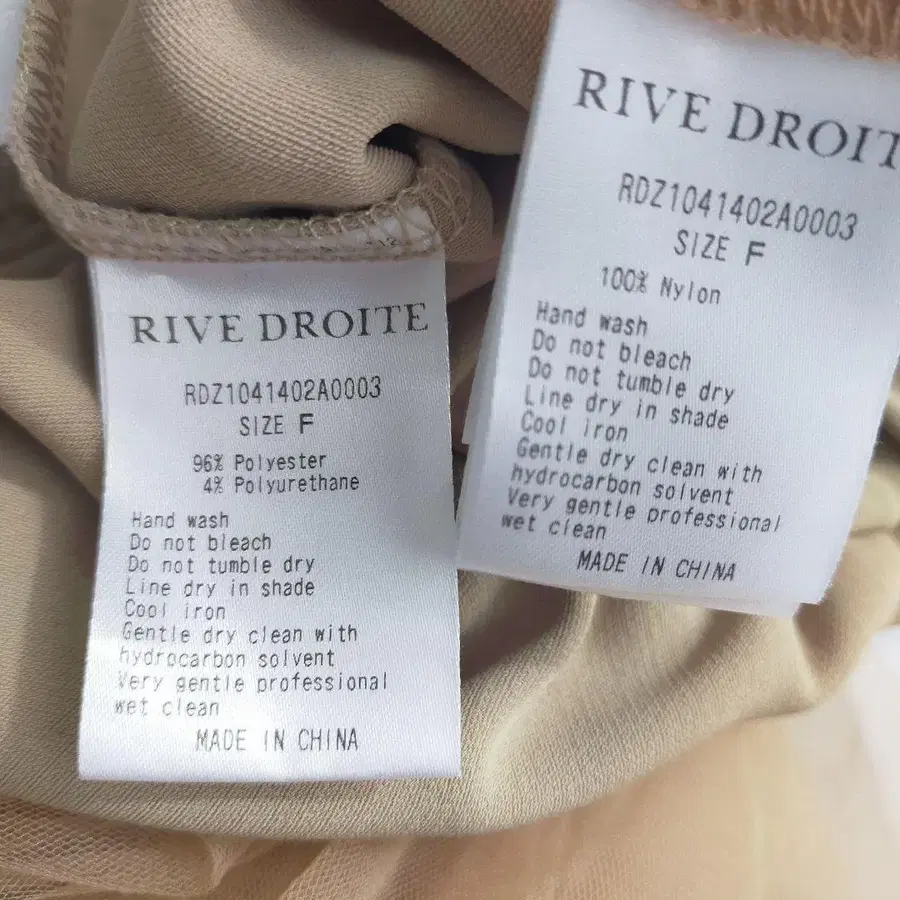 RIVE DROITE
RDZ1041402A0003
SIZE F
96% Polyester
4% Polyurethane
Hand wash
Do not bleach
Do not tumble dry
Line dry in shade
Cool iron
Gentle dry clean with
hydrocarbon solvent
Very gentle professional
wet clean
MADE IN CHINA
RIVE DROIT
RDZ1041402A0003
SIZE F
100% Nylon
Hand wash
Do not bleach
Do not tumble dry
Line dry in shade
Cool iron
Gentle dry clean with
hydrocarbon solvent
Very gentle professional
wet clean
MADE IN CHINA